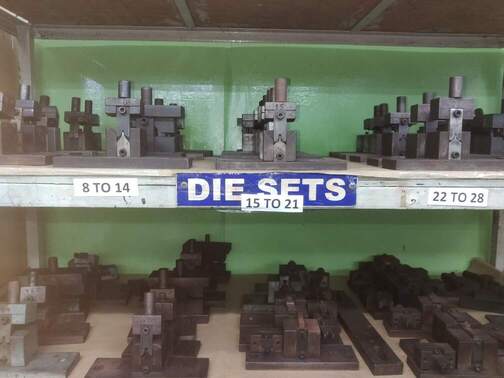 8 TO 14
DIE SETS
15 TO 21
22 TO 28